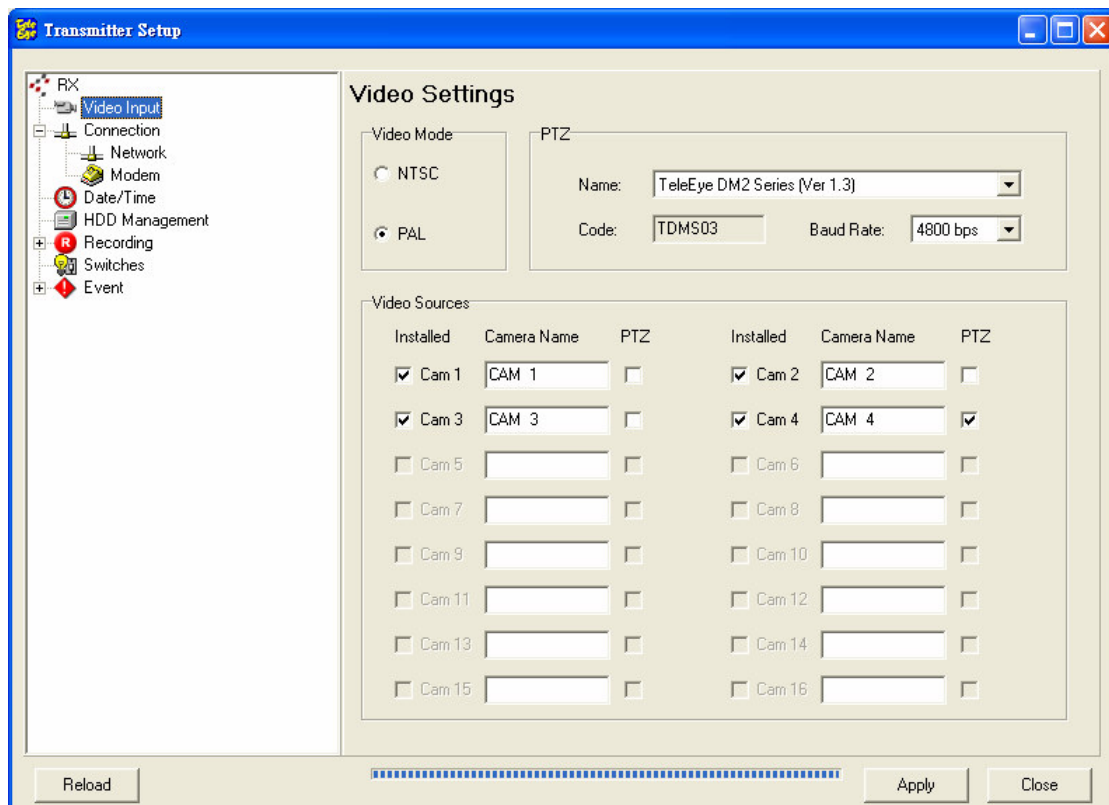 Tele Eye
Transmitter Setup
RX
Video Input
Connection
Network
Modem
Date/Time
HDD Management
R
Recording
Switches
Event
Video Settings
Video Mode
NTSC
PAL
PTZ
Name: TeleEye DM2 Series (Ver 1.3)
Code: TDMS03 Baud Rate: 4800 bps
Video Sources
Installed Camera Name PTZ Installed Camera Name PTZ
Cam 1 CAM 1 Cam 2 CAM 2
Cam 3 CAM 3 Cam 4 CAM 4
Cam 5 Cam 6
Cam 7 Cam 8
Cam 9 Cam 10
Cam 11 Cam 12
Cam 13 Cam 14
Cam 15 Cam 16
Reload Apply Close